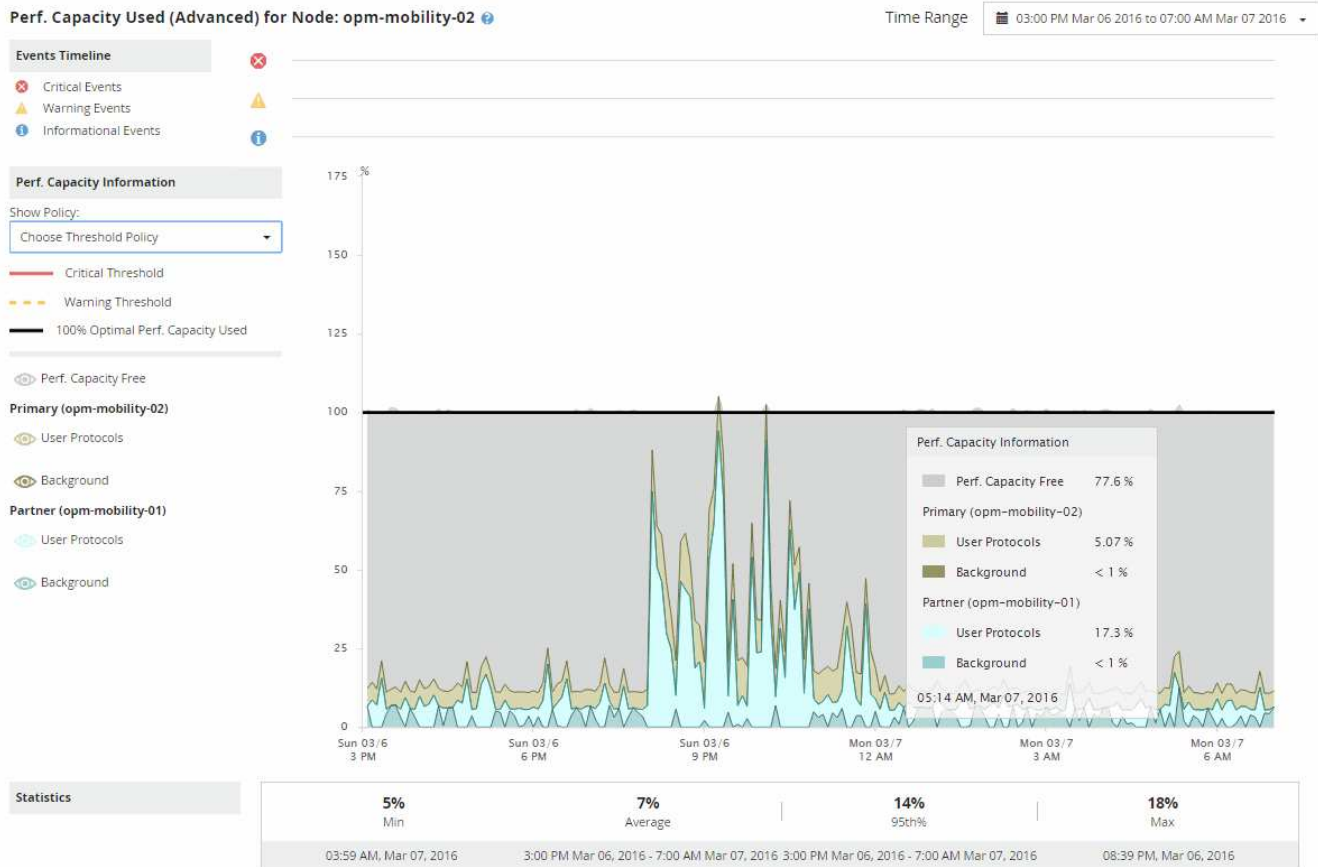 Perf. Capacity Used (Advanced) for Node: opm-mobility-02 ?
Time Range
03:00 PM Mar 06 2016 to 07:00 AM Mar 07 2016
Events Timeline
Critical Events
Warning Events
Informational Events
Perf. Capacity Information
Show Policy:
Choose Threshold Policy
Critical Threshold
Warning Threshold
100% Optimal Perf. Capacity Used
Perf. Capacity Free
Primary (opm-mobility-02)
User Protocols
Background
Partner (opm-mobility-01)
User Protocols
Background
%
175
150
125
100
75
50
25
0
Sun 03/6
3 PM
Sun 03/6
6 PM
Sun 03/6
9 PM
Mon 03/7
12 AM
Mon 03/7
3 AM
Mon 03/7
6 AM
Perf. Capacity Information
Perf. Capacity Free 77.6 %
Primary (opm-mobility-02)
User Protocols 5.07 %
Background < 1 %
Partner (opm-mobility-01)
User Protocols 17.3 %
Background < 1 %
05:14 AM, Mar 07, 2016
Statistics
5% 7% 14% 18%
Min Average 95th% Max
03:59 AM, Mar 07, 2016 3:00 PM Mar 06, 2016 - 7:00 AM Mar 07, 2016 3:00 PM Mar 06, 2016 - 7:00 AM Mar 07, 2016 08:39 PM, Mar 06, 2016